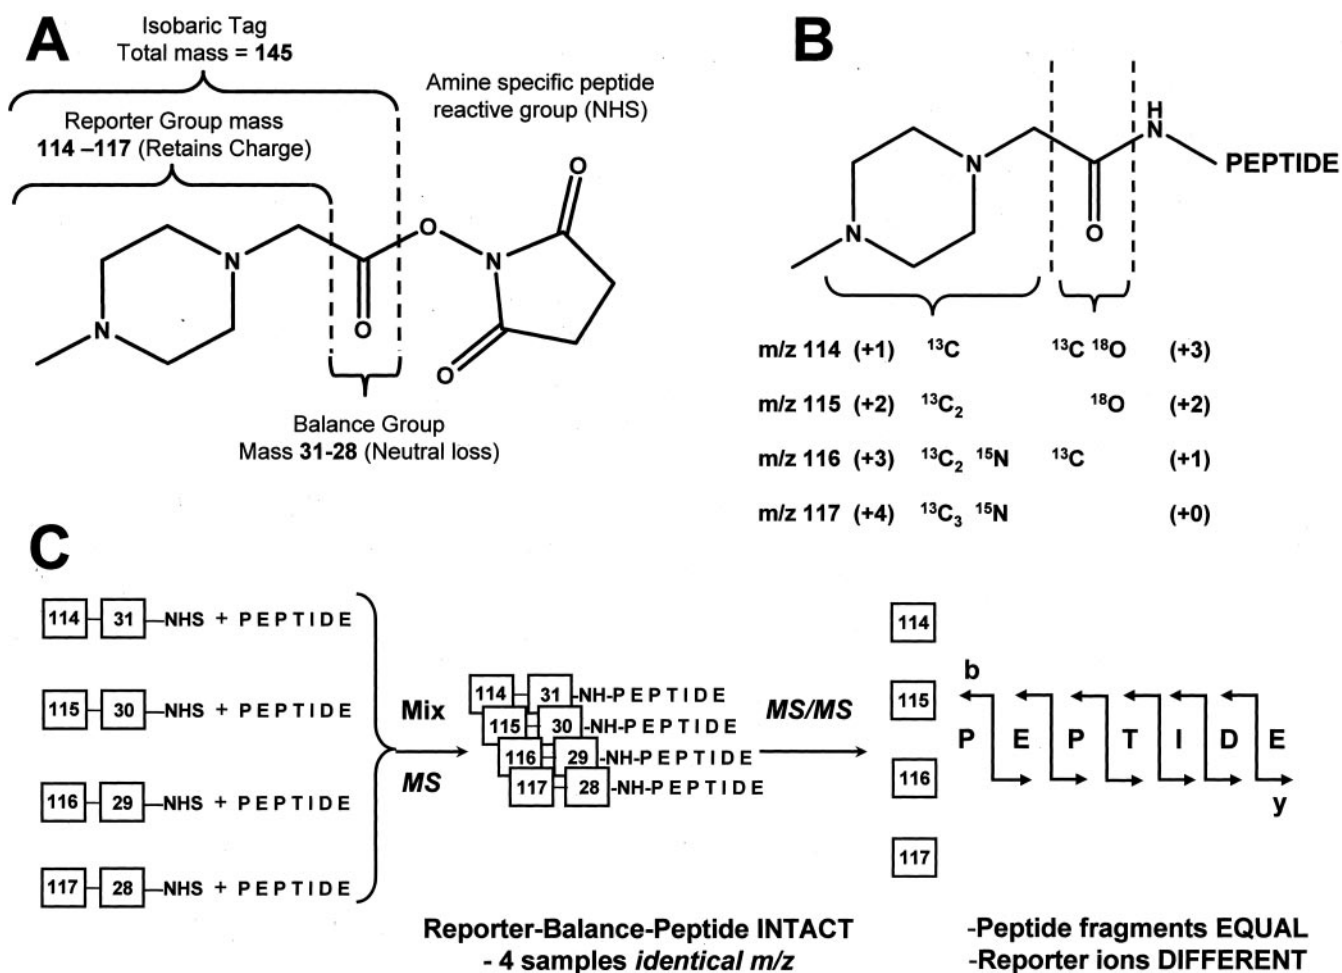 A
Isobaric Tag
Total mass = 145
Reporter Group mass
114 –117 (Retains Charge)
Amine specific peptide
reactive group (NHS)
N
N
O
O
N
O
O
Balance Group
Mass 31-28 (Neutral loss)
B
N
N
O
H
N
PEPTIDE
m/z 114 (+1) ¹³C ¹³C ¹⁸O (+3)
m/z 115 (+2) ¹³C₂ ¹⁸O (+2)
m/z 116 (+3) ¹³C₂ ¹⁵N ¹³C (+1)
m/z 117 (+4) ¹³C₃ ¹⁵N (+0)
C
114 31 -NHS + PEPTIDE
115 30 -NHS + PEPTIDE
116 29 -NHS + PEPTIDE
117 28 -NHS + PEPTIDE
Mix
MS
114 31 -NH-PEPTIDE
115 30 -NH-PEPTIDE
116 29 -NH-PEPTIDE
117 28 -NH-PEPTIDE
MS/MS
114
115
116
117
b
P E P T I D E
y
Reporter-Balance-Peptide INTACT
- 4 samples identical m/z
-Peptide fragments EQUAL
-Reporter ions DIFFERENT